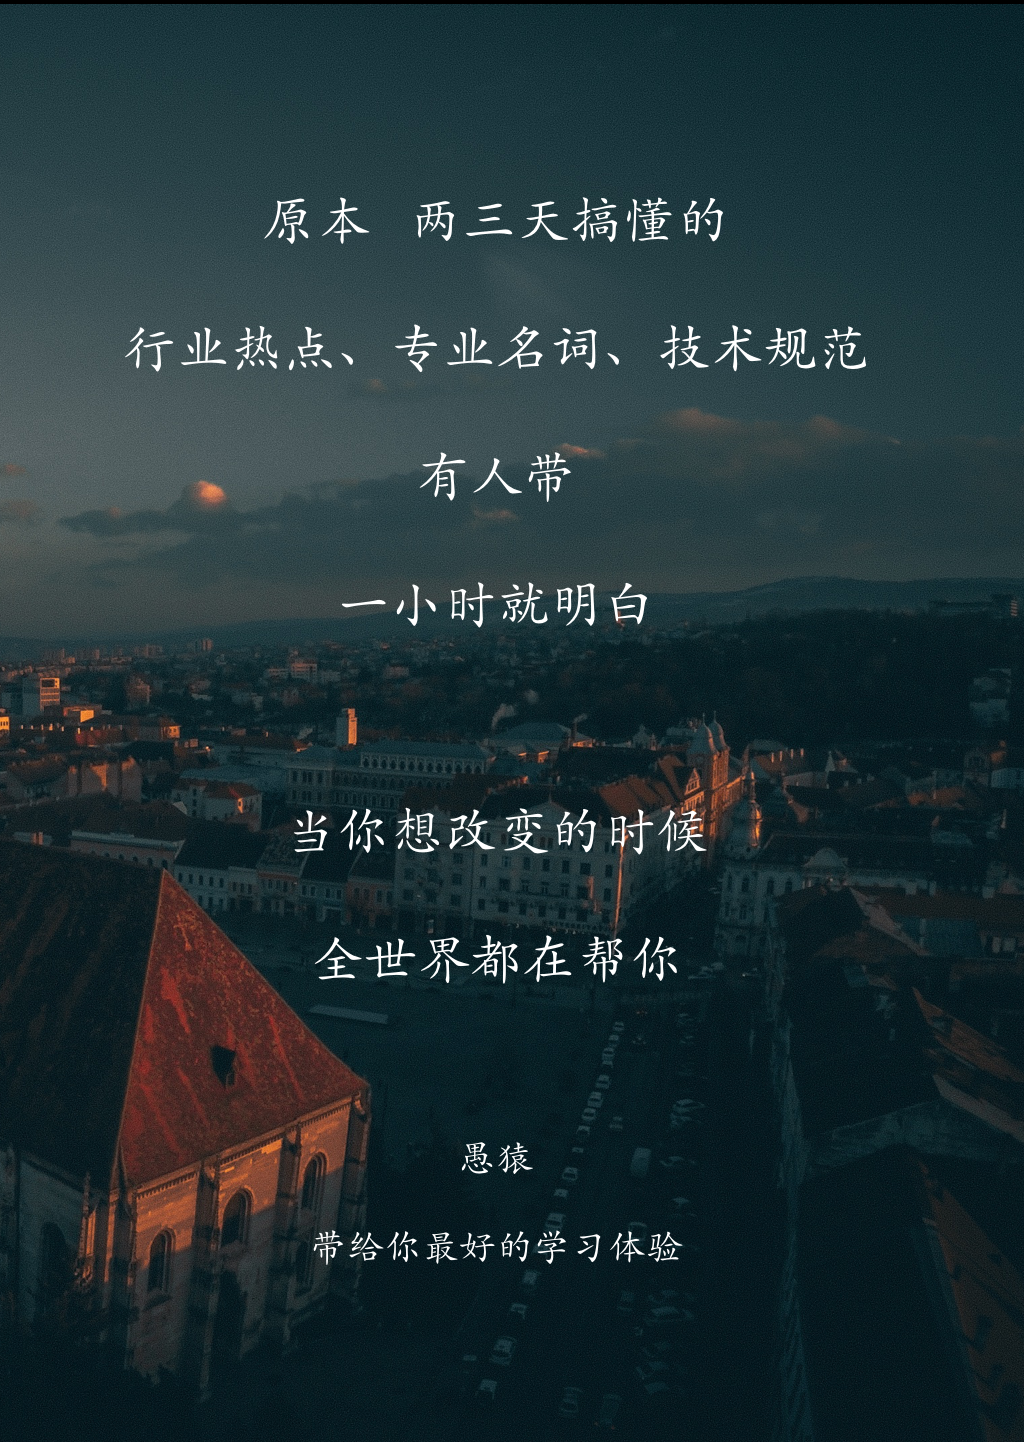 原本 两三天搞懂的
行业热点、专业名词、技术规范
有人带
一小时就明白
当你想改变的时候
全世界都在帮你
愚猿
带给你最好的学习体验